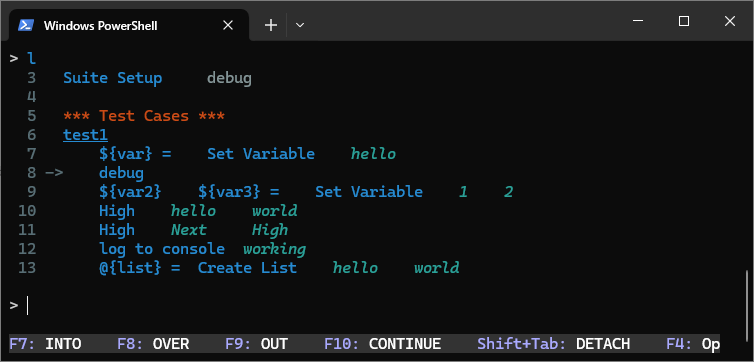 Windows PowerShell
> l
3 Suite Setup debug
4
5 *** Test Cases ***
6 test1
7 ${var} = Set Variable hello
8 -> debug
9 ${var2} ${var3} = Set Variable 1 2
10 High hello world
11 High Next High
12 log to console working
13 @{list} = Create List hello world
>
F7: INTO F8: OVER F9: OUT F10: CONTINUE Shift+Tab: DETACH F4: Op